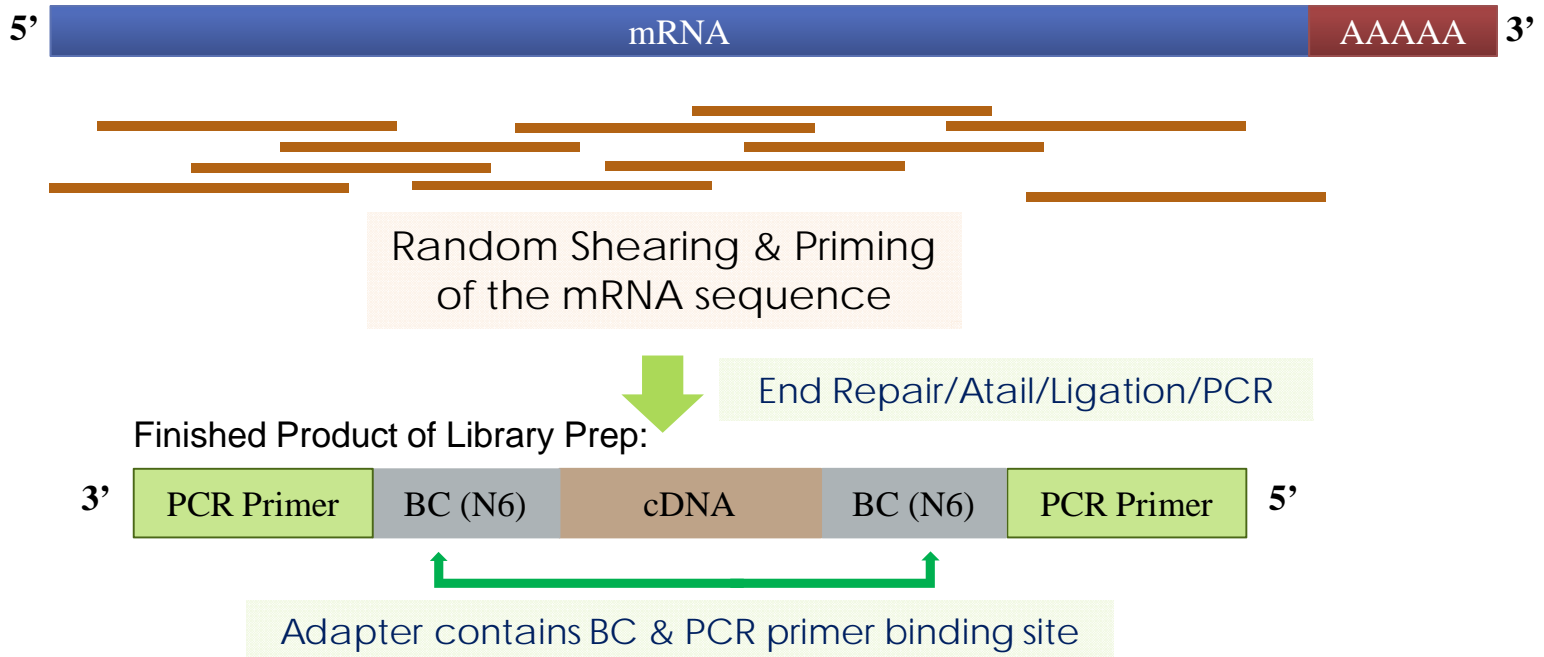 5’ mRNA AAAAA 3’
Random Shearing & Priming
of the mRNA sequence
End Repair/Atail/Ligation/PCR
Finished Product of Library Prep:
3’ PCR Primer BC (N6) cDNA BC (N6) PCR Primer 5’
Adapter contains BC & PCR primer binding site